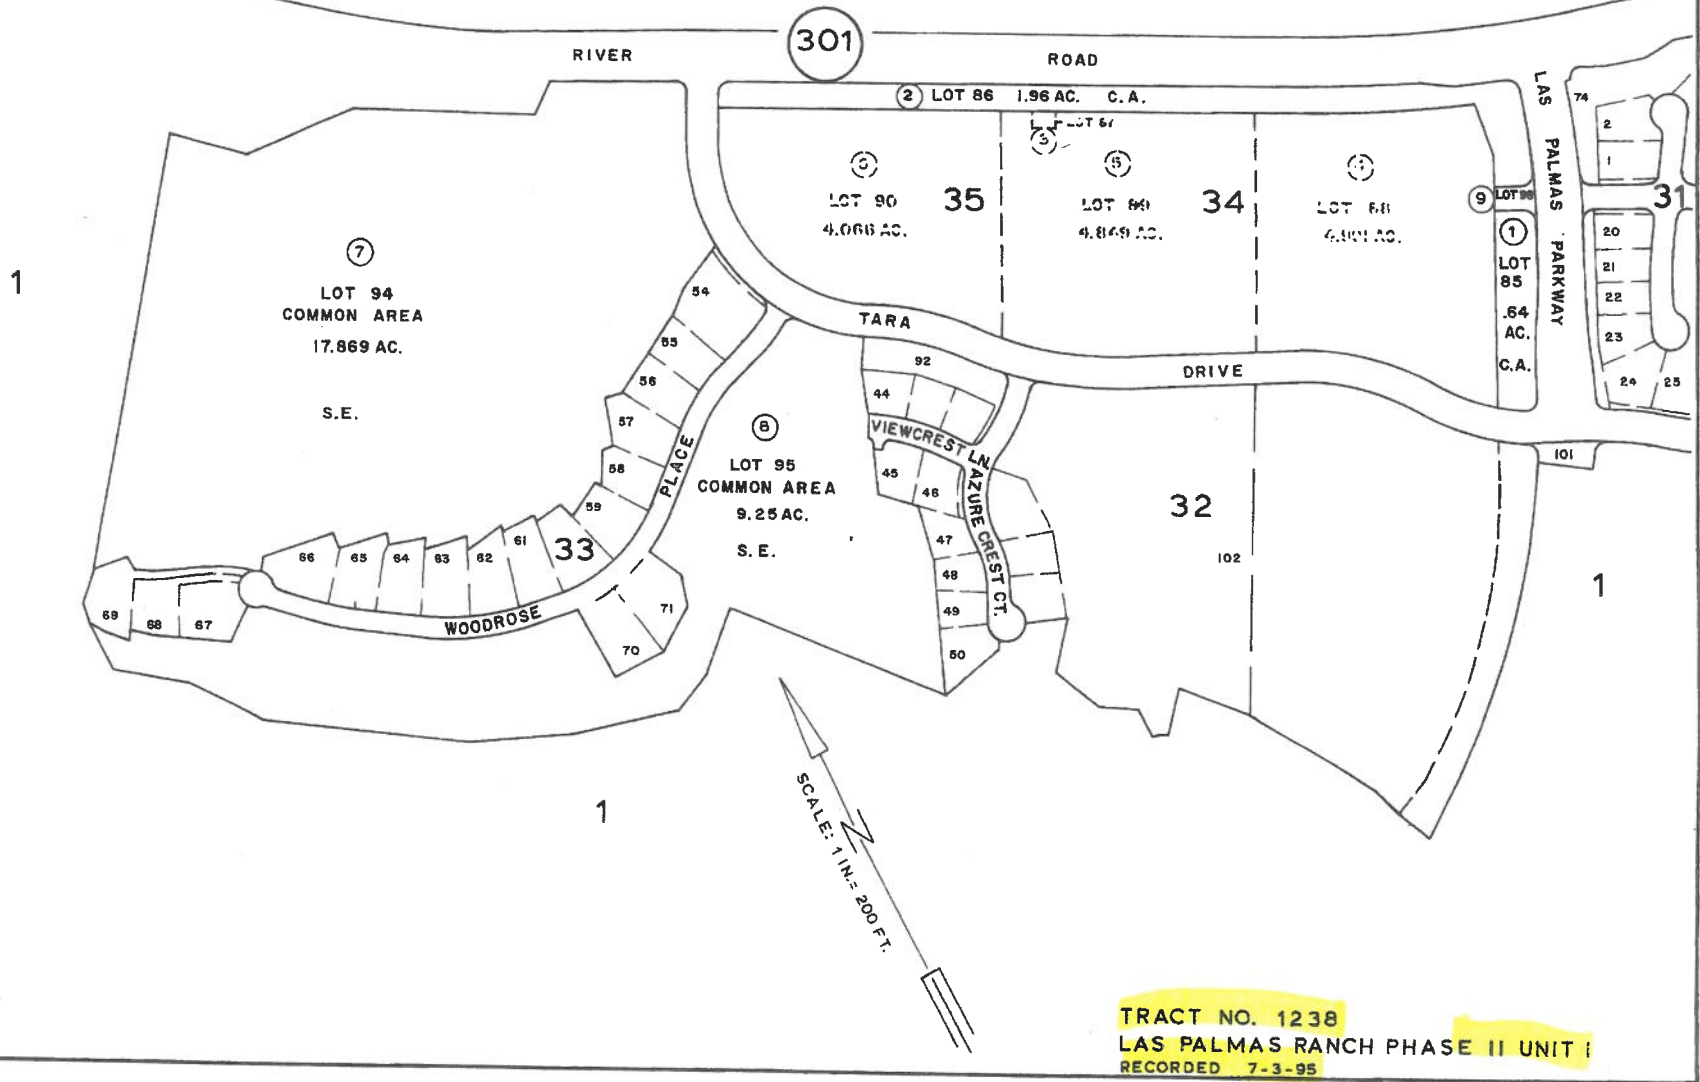 301
RIVER ROAD
2 LOT 86 1.96 AC. C.A.
LAS PALMAS PARKWAY
74
2
1
31
20
21
22
23
24
25
LOT 90
35
LOT
34
LOT
9
1
LOT
85
.64
AC.
C.A.
1
7
LOT 94
COMMON AREA
17.869 AC.
S.E.
54
55
56
57
58
59
TARA DRIVE
92
44
VIEWCREST LN.
45
46
AZURE CREST CT.
47
48
49
50
8
LOT 95
COMMON AREA
9.25 AC.
S.E.
WOODROSE PLACE
33
61
62
63
64
65
66
67
68
69
70
71
32
102
101
1
1
SCALE: 1 IN.= 200 FT.
TRACT NO. 1238
LAS PALMAS RANCH PHASE II UNIT I
RECORDED 7-3-95